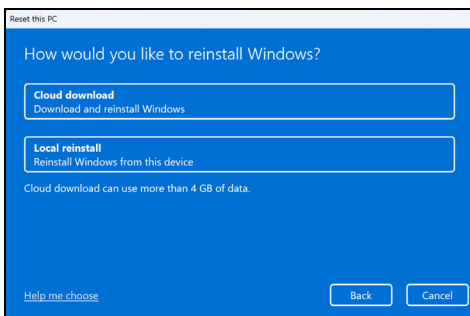 Reset this PC
How would you like to reinstall Windows?
Cloud download
Download and reinstall Windows
Local reinstall
Reinstall Windows from this device
Cloud download can use more than 4 GB of data.
Help me choose
Back
Cancel